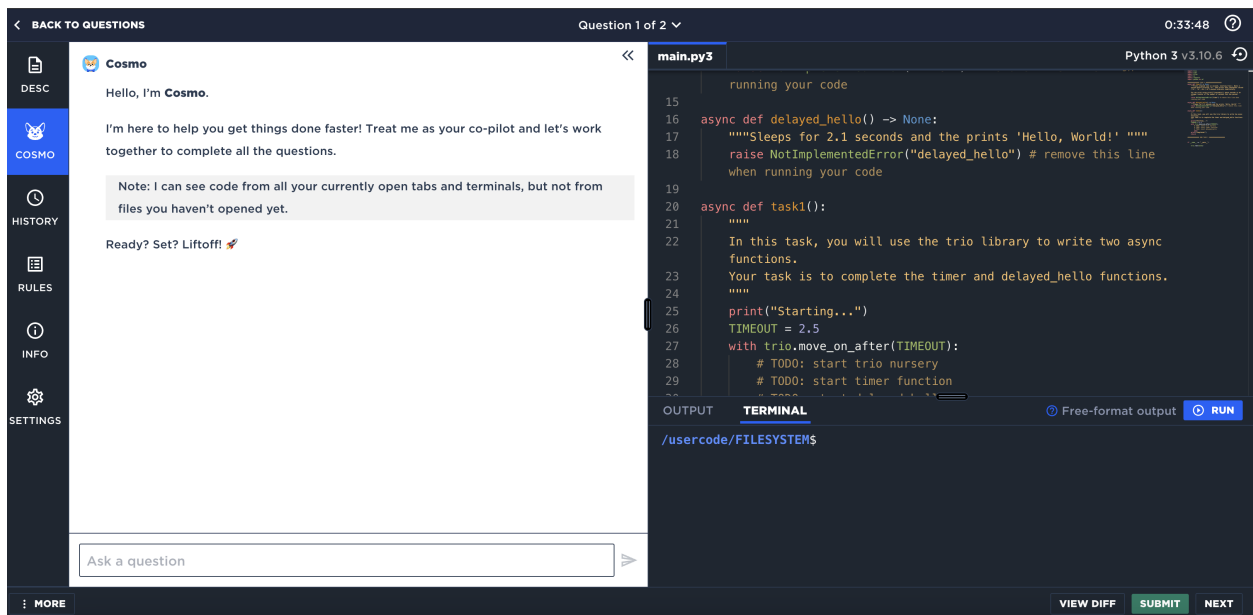 BACK TO QUESTIONS
Question 1 of 2
0:33:48
DESC
COSMO
HISTORY
RULES
INFO
SETTINGS
Cosmo
Hello, I'm Cosmo.
I'm here to help you get things done faster! Treat me as your co-pilot and let's work
together to complete all the questions.
Note: I can see code from all your currently open tabs and terminals, but not from
files you haven't opened yet.
Ready? Set? Liftoff! 🚀
Ask a question
main.py3
Python 3 v3.10.6
running your code
15
16 async def delayed_hello() -> None:
17 """Sleeps for 2.1 seconds and the prints 'Hello, World!' """
18 raise NotImplementedError("delayed_hello") # remove this line
when running your code
19
20 async def task1():
21 """
22 In this task, you will use the trio library to write two async
functions.
23 Your task is to complete the timer and delayed_hello functions.
24 """
25 print("Starting...")
26 TIMEOUT = 2.5
27 with trio.move_on_after(TIMEOUT):
28 # TODO: start trio nursery
29 # TODO: start timer function
OUTPUT
TERMINAL
Free-format output
RUN
/usercode/FILESYSTEM$
MORE
VIEW DIFF
SUBMIT
NEXT